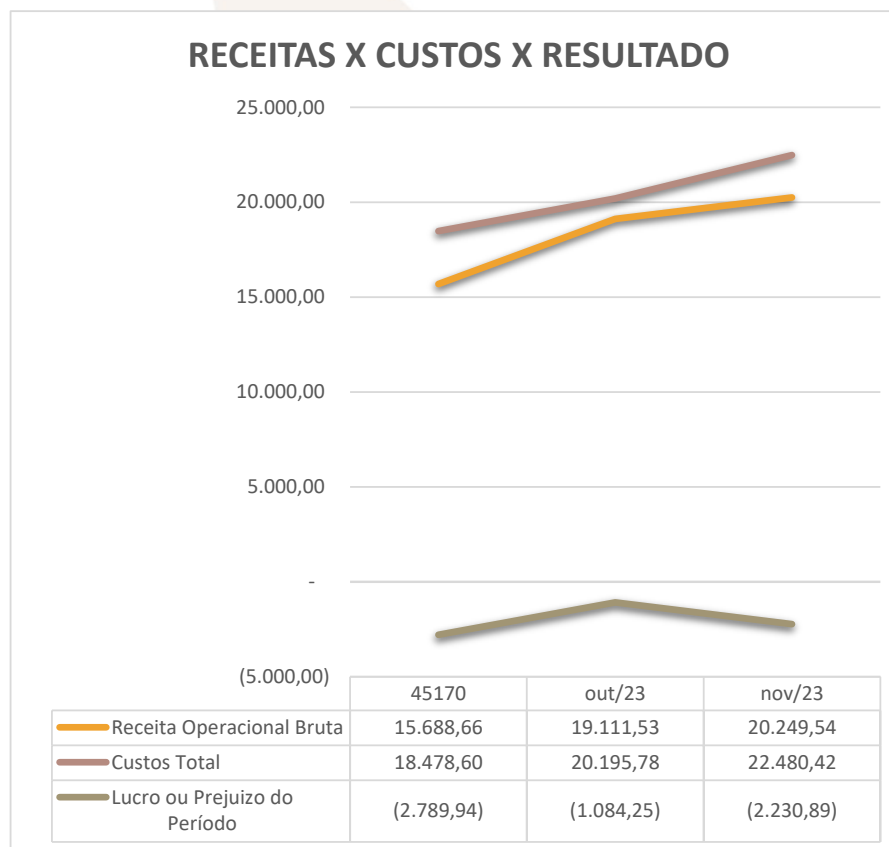 RECEITAS X CUSTOS X RESULTADO
25.000,00
20.000,00
15.000,00
10.000,00
5.000,00
-
(5.000,00)
45170 out/23 nov/23
Receita Operacional Bruta 15.688,66 19.111,53 20.249,54
Custos Total 18.478,60 20.195,78 22.480,42
Lucro ou Prejuizo do
Período (2.789,94) (1.084,25) (2.230,89)